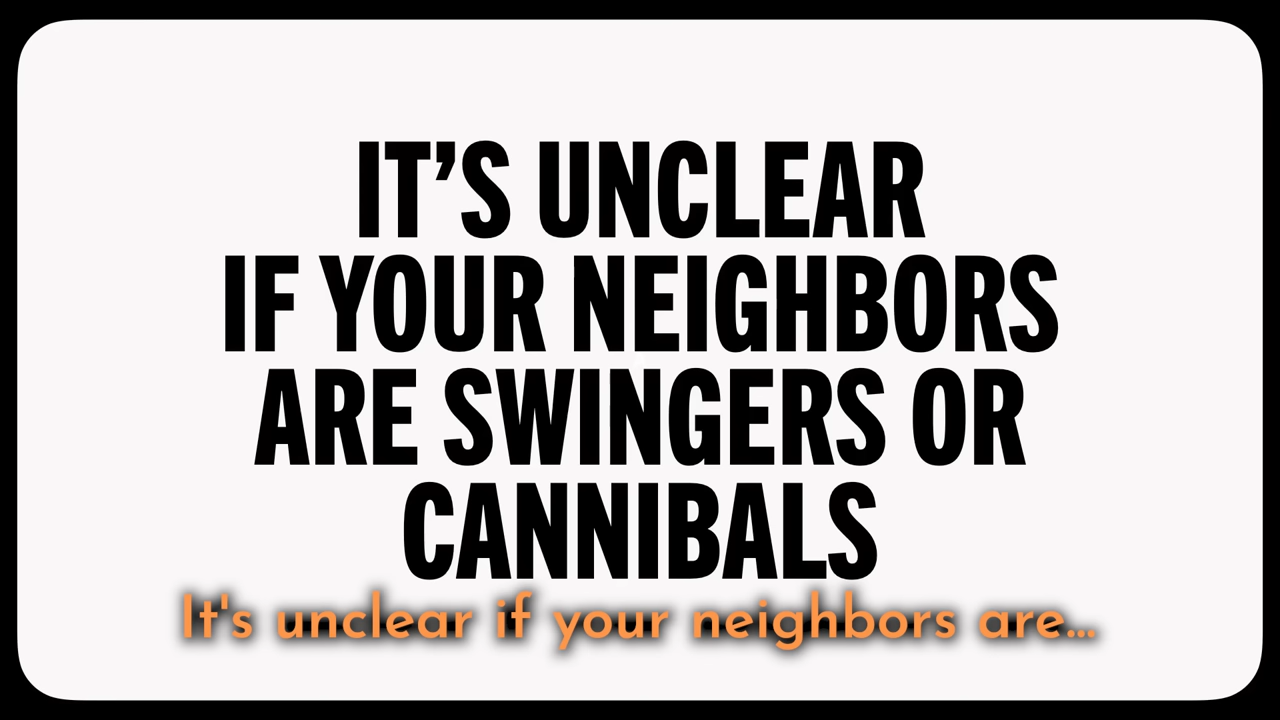 IT’S UNCLEAR
IF YOUR NEIGHBORS
ARE SWINGERS OR
CANNIBALS
It's unclear if your neighbors are...